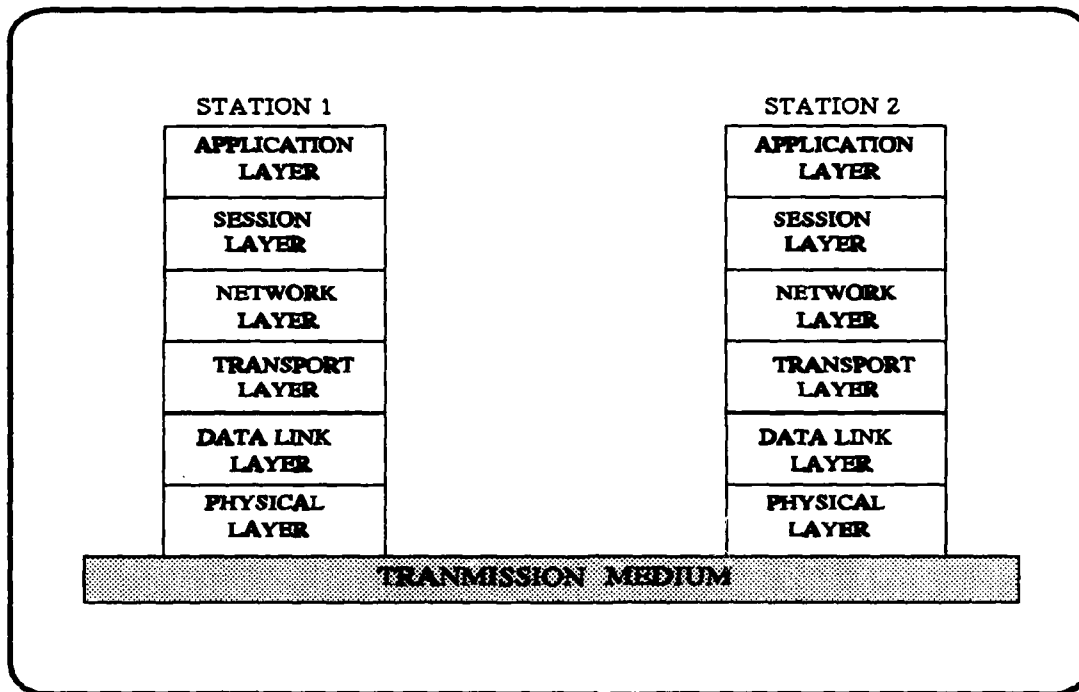 STATION 1
APPLICATION
LAYER
SESSION
LAYER
NETWORK
LAYER
TRANSPORT
LAYER
DATA LINK
LAYER
PHYSICAL
LAYER
STATION 2
APPLICATION
LAYER
SESSION
LAYER
NETWORK
LAYER
TRANSPORT
LAYER
DATA LINK
LAYER
PHYSICAL
LAYER
TRANMISSION MEDIUM